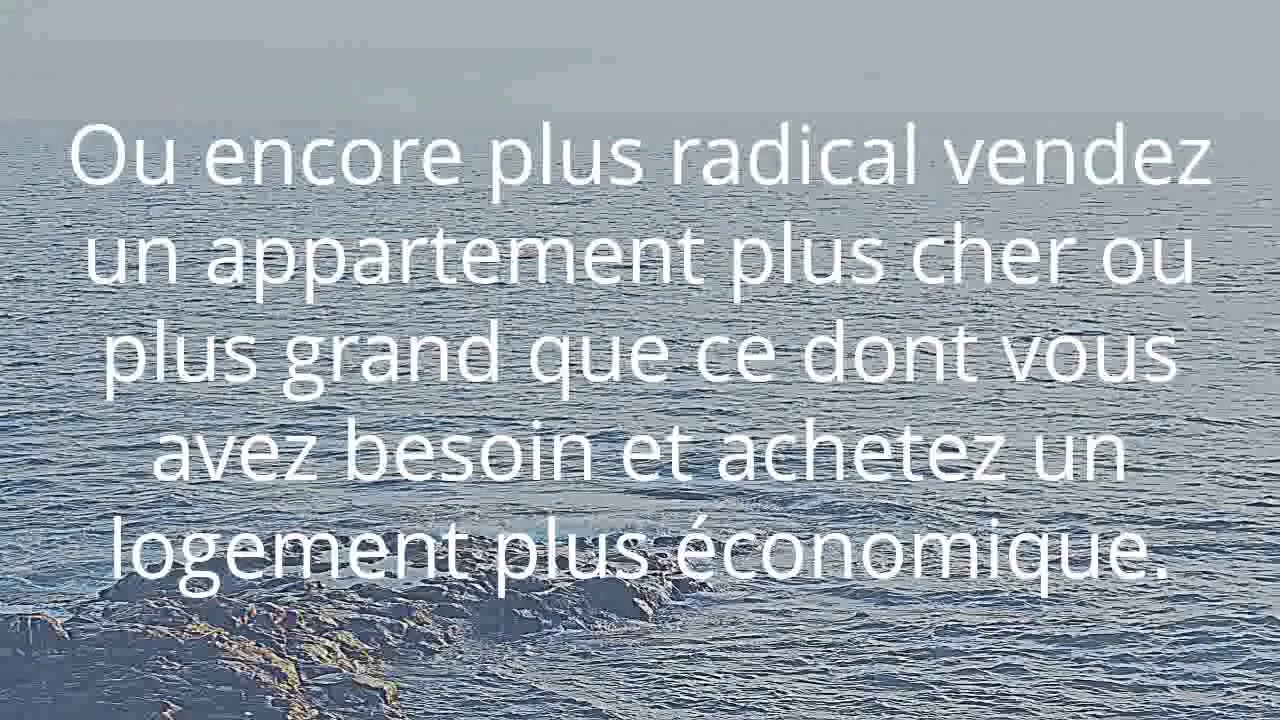 Ou encore plus radical vendez
un appartement plus cher ou
plus grand que ce dont vous
avez besoin et achetez un
logement plus économique.